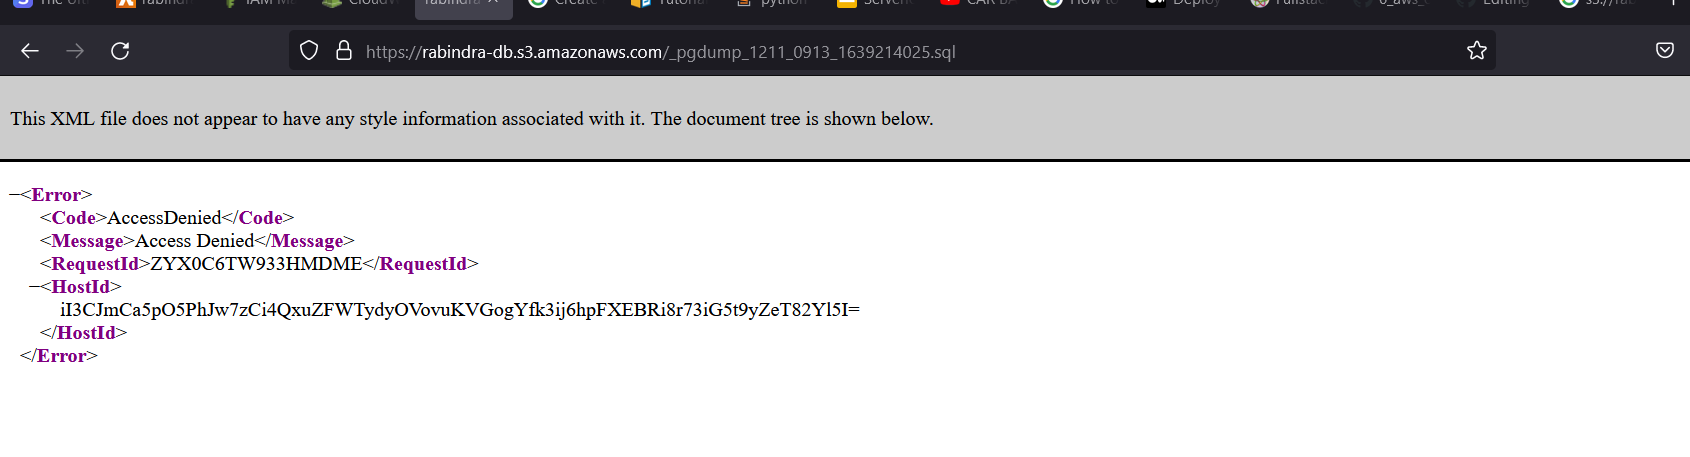 rabindra
https://rabindra-db.s3.amazonaws.com/_pgdump_1211_0913_1639214025.sql
This XML file does not appear to have any style information associated with it. The document tree is shown below.
−<Error>
<Code>AccessDenied</Code>
<Message>Access Denied</Message>
<RequestId>ZYX0C6TW933HMDME</RequestId>
−<HostId>
iI3CJmCa5pO5PhJw7zCi4QxuZFWTydyOVovuKVGogYfk3ij6hpFXEBRi8r73iG5t9yZeT82Yl5I=
</HostId>
</Error>